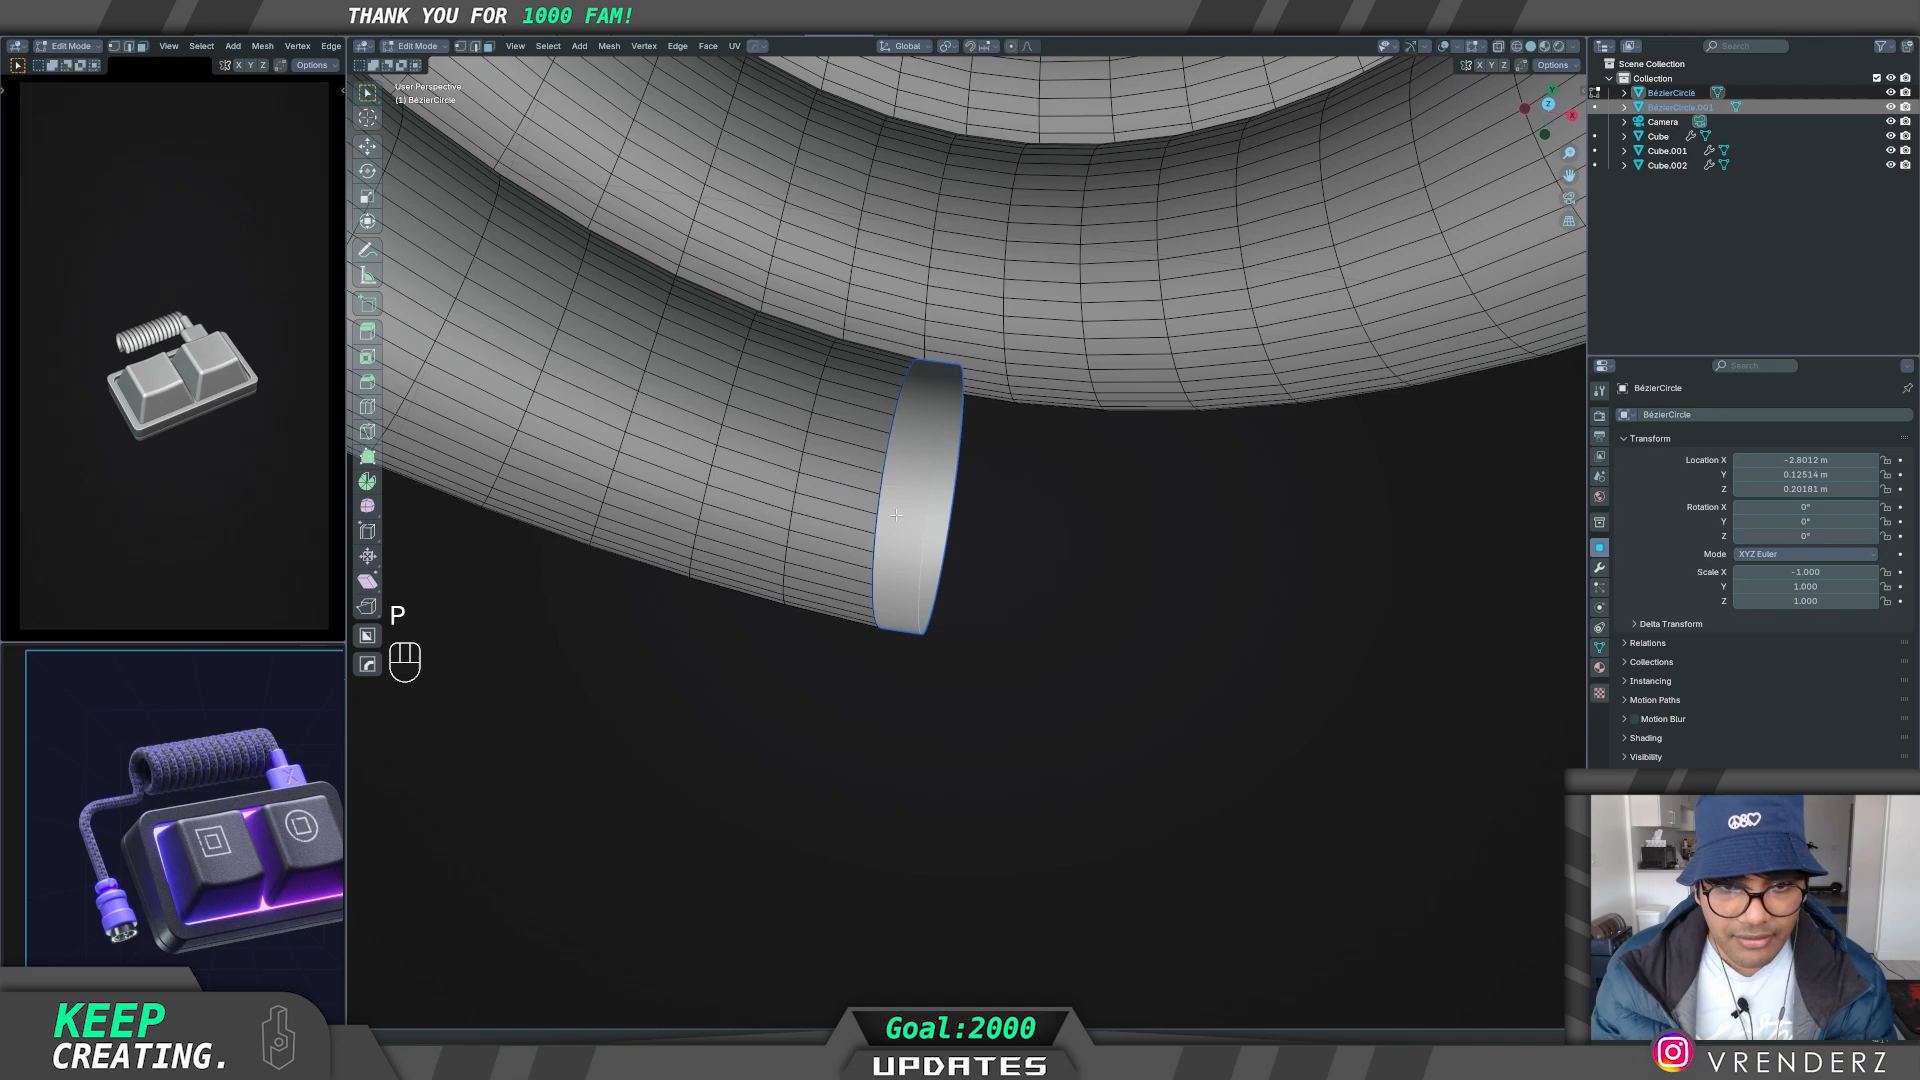 THANK YOU FOR 1000 FAM!
Edit Mode View Select Add Mesh Vertex Edge
X Y Z Options
Edit Mode View Select Add Mesh Vertex Edge Face UV Global
X Y Z Options
User Perspective
(1) BézierCircle
P
Search
Scene Collection
Collection
BézierCircle
BézierCircle.001
Camera
Cube
Cube.001
Cube.002
Search
BézierCircle
BézierCircle
Transform
Location X -2.8012 m
Y 0.12514 m
Z 0.20181 m
Rotation X 0°
Y 0°
Z 0°
Mode XYZ Euler
Scale X -1.000
Y 1.000
Z 1.000
Delta Transform
Relations
Collections
Instancing
Motion Paths
Motion Blur
Shading
Visibility
KEEP
CREATING.
Goal:2000
UPDATES
VRENDERZ